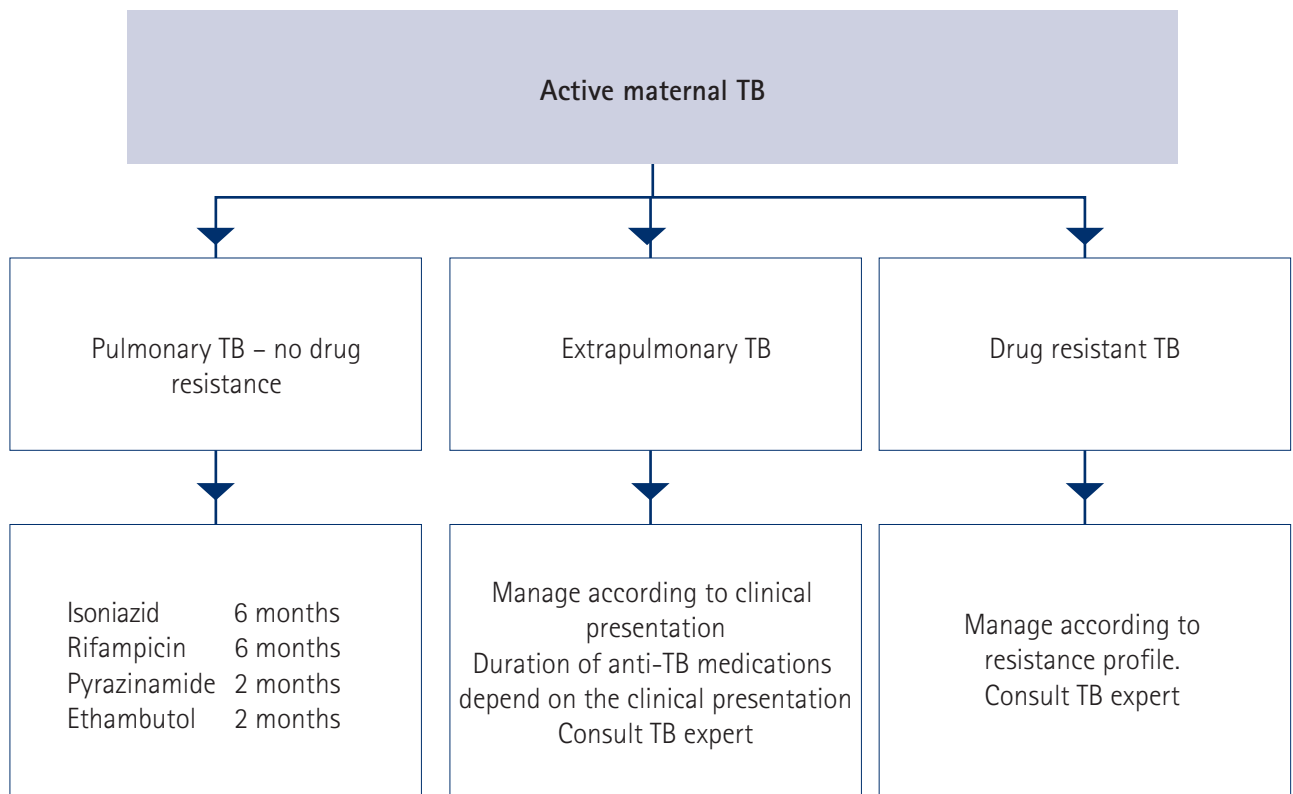 Active maternal TB
Pulmonary TB – no drug
resistance
Extrapulmonary TB
Drug resistant TB
Isoniazid 6 months
Rifampicin 6 months
Pyrazinamide 2 months
Ethambutol 2 months
Manage according to clinical
presentation
Duration of anti-TB medications
depend on the clinical presentation
Consult TB expert
Manage according to
resistance profile.
Consult TB expert